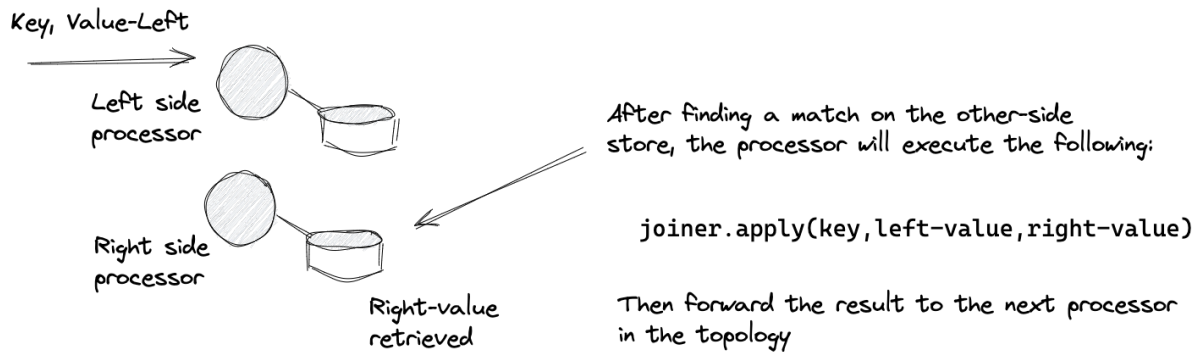 Key, Value-Left
Left side
processor
Right side
processor
Right-value
retrieved
After finding a match on the other-side
store, the processor will execute the following:
joiner.apply(key,left-value,right-value)
Then forward the result to the next processor
in the topology